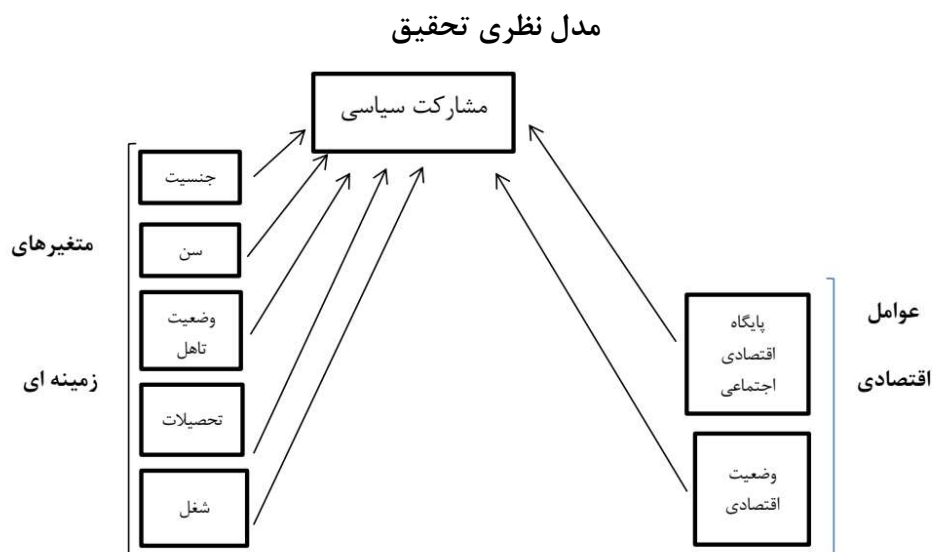 مدل نظری تحقیق
مشارکت سیاسی
عوامل
اقتصادی
پایگاه
اقتصادی
اجتماعی
وضعیت
اقتصادی
جنسیت
سن
وضعیت
تاهل
تحصیلات
شغل
متغیرهای
زمینه ای